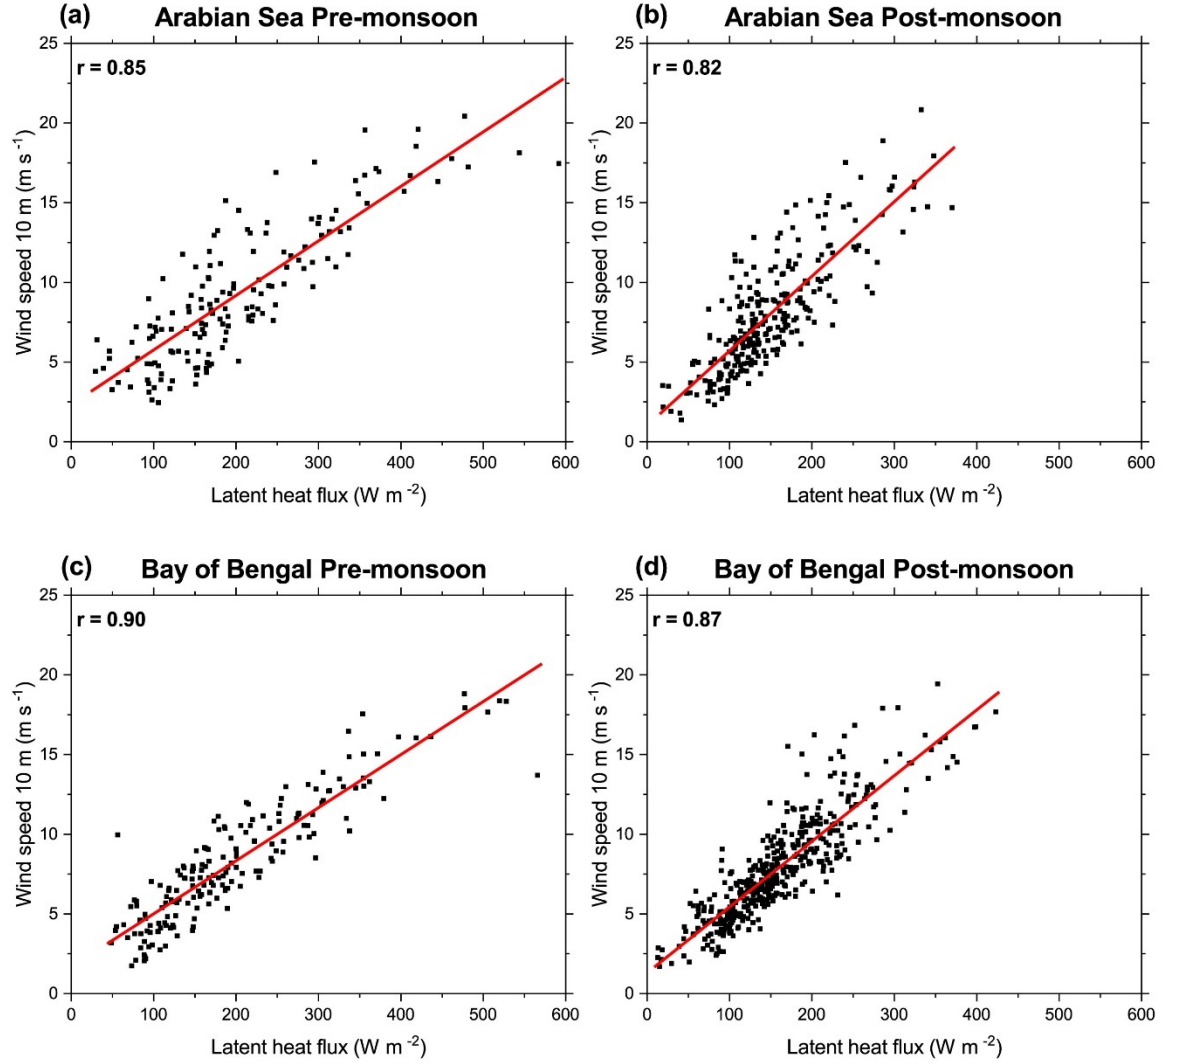 (a) Arabian Sea Pre-monsoon
r = 0.85
25
20
15
10
5
0
Wind speed 10 m (m s⁻¹)
0 100 200 300 400 500 600
Latent heat flux (W m⁻²)
(b) Arabian Sea Post-monsoon
r = 0.82
25
20
15
10
5
0
Wind speed 10 m (m s⁻¹)
0 100 200 300 400 500 600
Latent heat flux (W m⁻²)
(c) Bay of Bengal Pre-monsoon
r = 0.90
25
20
15
10
5
0
Wind speed 10 m (m s⁻¹)
0 100 200 300 400 500 600
Latent heat flux (W m⁻²)
(d) Bay of Bengal Post-monsoon
r = 0.87
25
20
15
10
5
0
Wind speed 10 m (m s⁻¹)
0 100 200 300 400 500 600
Latent heat flux (W m⁻²)